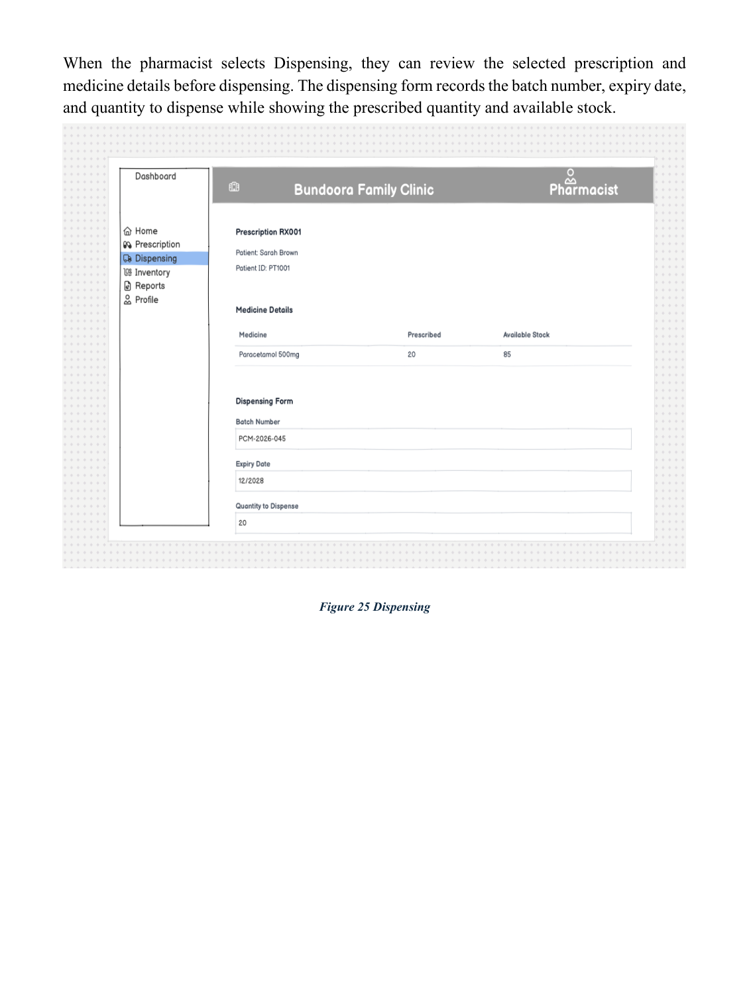 When the pharmacist selects Dispensing, they can review the selected prescription and
medicine details before dispensing. The dispensing form records the batch number, expiry date,
and quantity to dispense while showing the prescribed quantity and available stock.
Dashboard
Home
Prescription
Dispensing
Inventory
Reports
Profile
Bundoora Family Clinic
Pharmacist
Prescription RX001
Patient: Sarah Brown
Patient ID: PT1001
Medicine Details
Medicine Prescribed Available Stock
Paracetamol 500mg 20 85
Dispensing Form
Batch Number
PCM-2026-045
Expiry Date
12/2028
Quantity to Dispense
20
Figure 25 Dispensing